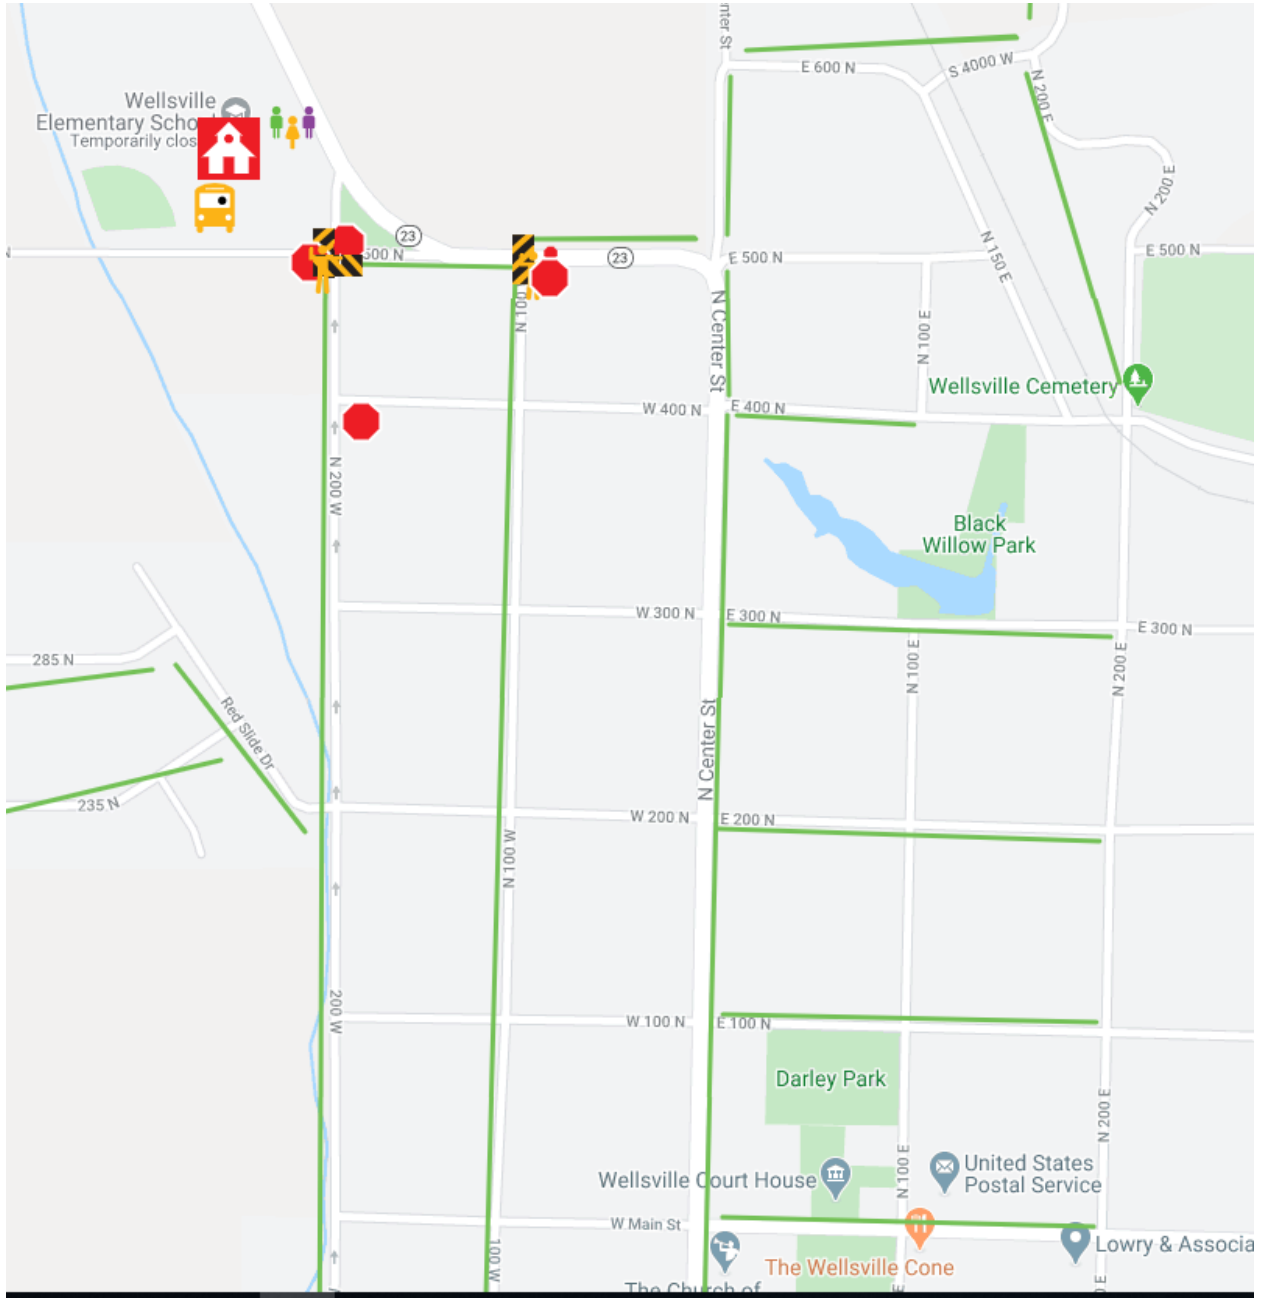 nter St
E 600 N
S 4000 W
N 200 E
Wellsville
Elementary Scho
Temporarily clos
N 200 E
23
500 N
23
E 500 N
N 150 E
E 500 N
N 100
N Center St
N 100 E
Wellsville Cemetery
W 400 N
E 400 N
N 200 W
Black
Willow Park
W 300 N
E 300 N
E 300 N
285 N
N 100 E
N 200 E
Red Slide Dr
N Center St
235 N
W 200 N
E 200 N
N 100 W
200 W
W 100 N
E 100 N
Darley Park
N 200 E
N 100 E
United States
Postal Service
Wellsville Court House
W Main St
100 W
Lowry & Associa
The Wellsville Cone
The Church of
E
E